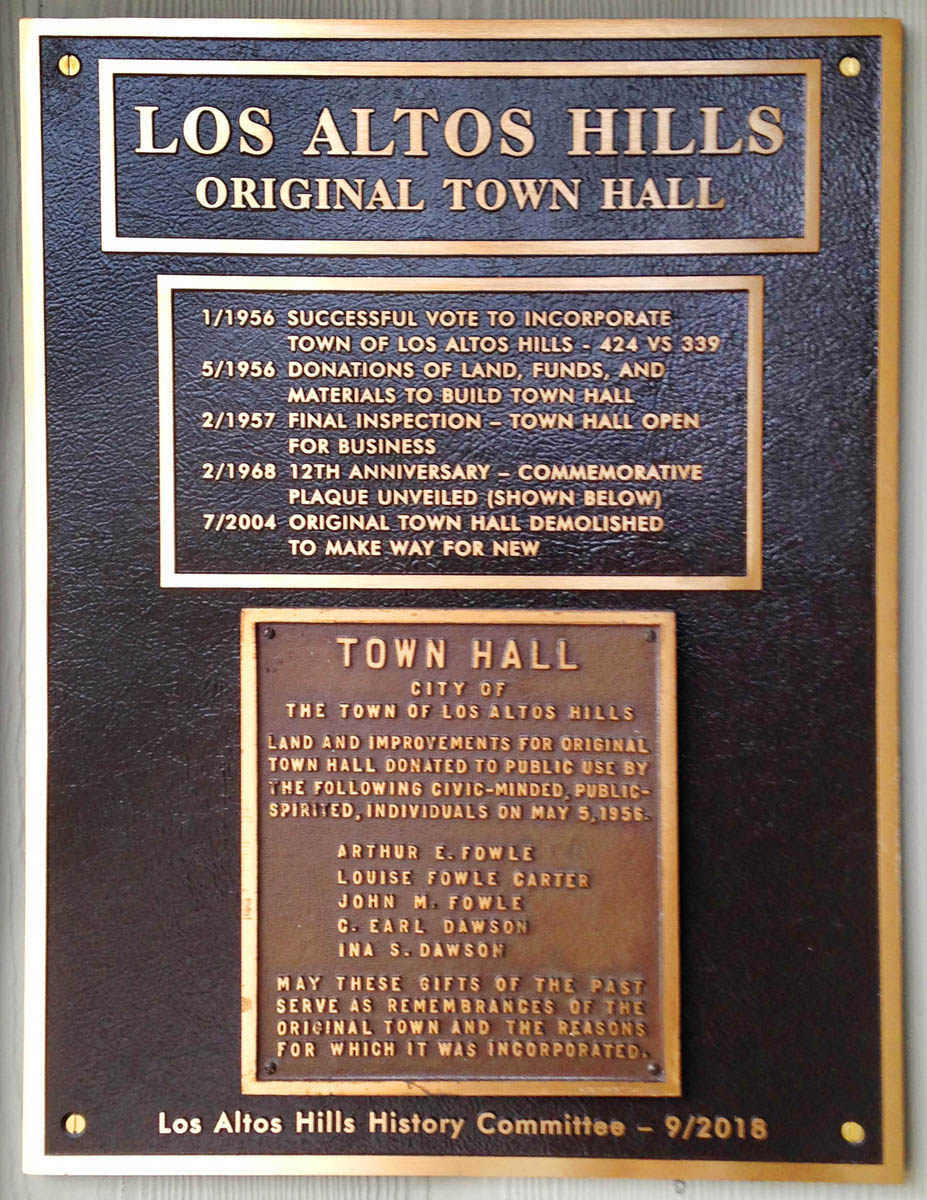 LOS ALTOS HILLS
ORIGINAL TOWN HALL
1/1956 SUCCESSFUL VOTE TO INCORPORATE
TOWN OF LOS ALTOS HILLS - 424 VS 339
5/1956 DONATIONS OF LAND, FUNDS, AND
MATERIALS TO BUILD TOWN HALL
2/1957 FINAL INSPECTION – TOWN HALL OPEN
FOR BUSINESS
2/1968 12TH ANNIVERSARY – COMMEMORATIVE
PLAQUE UNVEILED (SHOWN BELOW)
7/2004 ORIGINAL TOWN HALL DEMOLISHED
TO MAKE WAY FOR NEW
TOWN HALL
CITY OF
THE TOWN OF LOS ALTOS HILLS
LAND AND IMPROVEMENTS FOR ORIGINAL
TOWN HALL DONATED TO PUBLIC USE BY
THE FOLLOWING CIVIC-MINDED, PUBLIC-
SPIRITED, INDIVIDUALS ON MAY 5, 1956.
ARTHUR E. FOWLE
LOUISE FOWLE CARTER
JOHN M. FOWLE
C. EARL DAWSON
INA S. DAWSON
MAY THESE GIFTS OF THE PAST
SERVE AS REMEMBRANCES OF THE
ORIGINAL TOWN AND THE REASONS
FOR WHICH IT WAS INCORPORATED.
Los Altos Hills History Committee – 9/2018